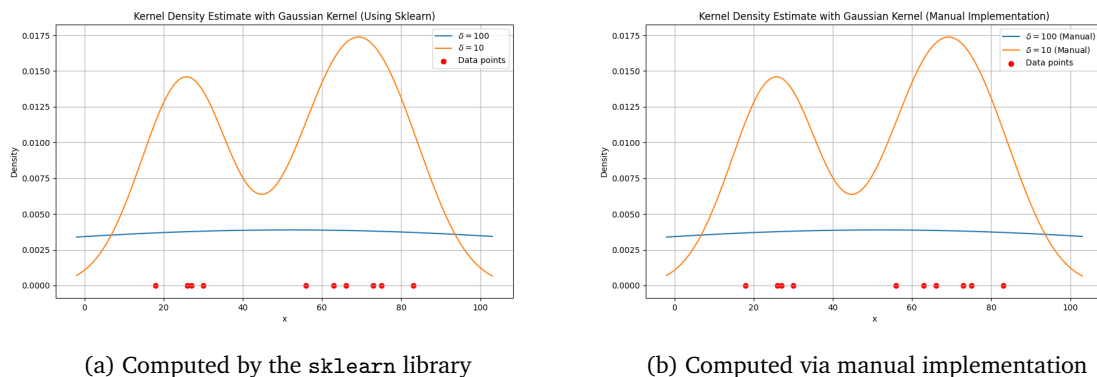 Kernel Density Estimate with Gaussian Kernel (Using Sklearn)
0.0175
0.0150
0.0125
0.0100
0.0075
0.0050
0.0025
0.0000
Density
δ = 100
δ = 10
Data points
0
20
40
60
80
100
x
(a) Computed by the sklearn library
Kernel Density Estimate with Gaussian Kernel (Manual Implementation)
0.0175
0.0150
0.0125
0.0100
0.0075
0.0050
0.0025
0.0000
Density
δ = 100 (Manual)
δ = 10 (Manual)
Data points
0
20
40
60
80
100
x
(b) Computed via manual implementation